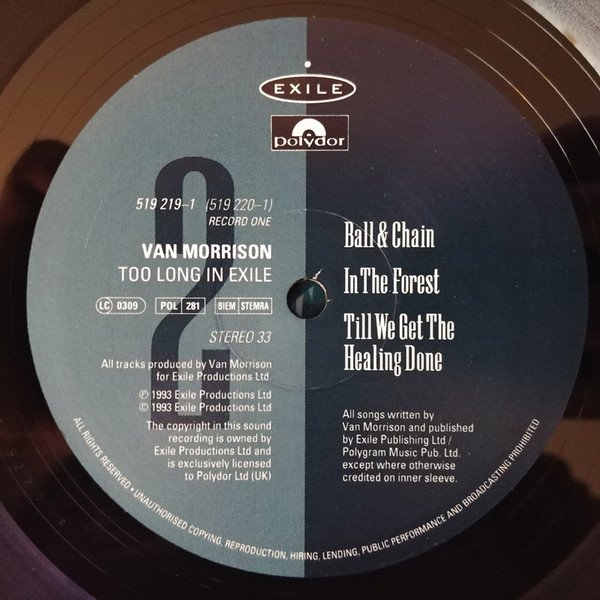 EXILE
polydor
2
519 219-1 (519 220-1)
RECORD ONE
VAN MORRISON
TOO LONG IN EXILE
LC 0309 POL 281 BIEM STEMRA
STEREO 33
All tracks produced by Van Morrison
for Exile Productions Ltd.
℗ 1993 Exile Productions Ltd
© 1993 Exile Productions Ltd
The copyright in this sound
recording is owned by
Exile Productions Ltd and
is exclusively licensed
to Polydor Ltd (UK)
Ball & Chain
In The Forest
Till We Get The
Healing Done
All songs written by
Van Morrison and published
by Exile Publishing Ltd /
Polygram Music Pub. Ltd.
except where otherwise
credited on inner sleeve.
ALL RIGHTS RESERVED • UNAUTHORISED COPYING, REPRODUCTION, HIRING, LENDING, PUBLIC PERFORMANCE AND BROADCASTING PROHIBITED